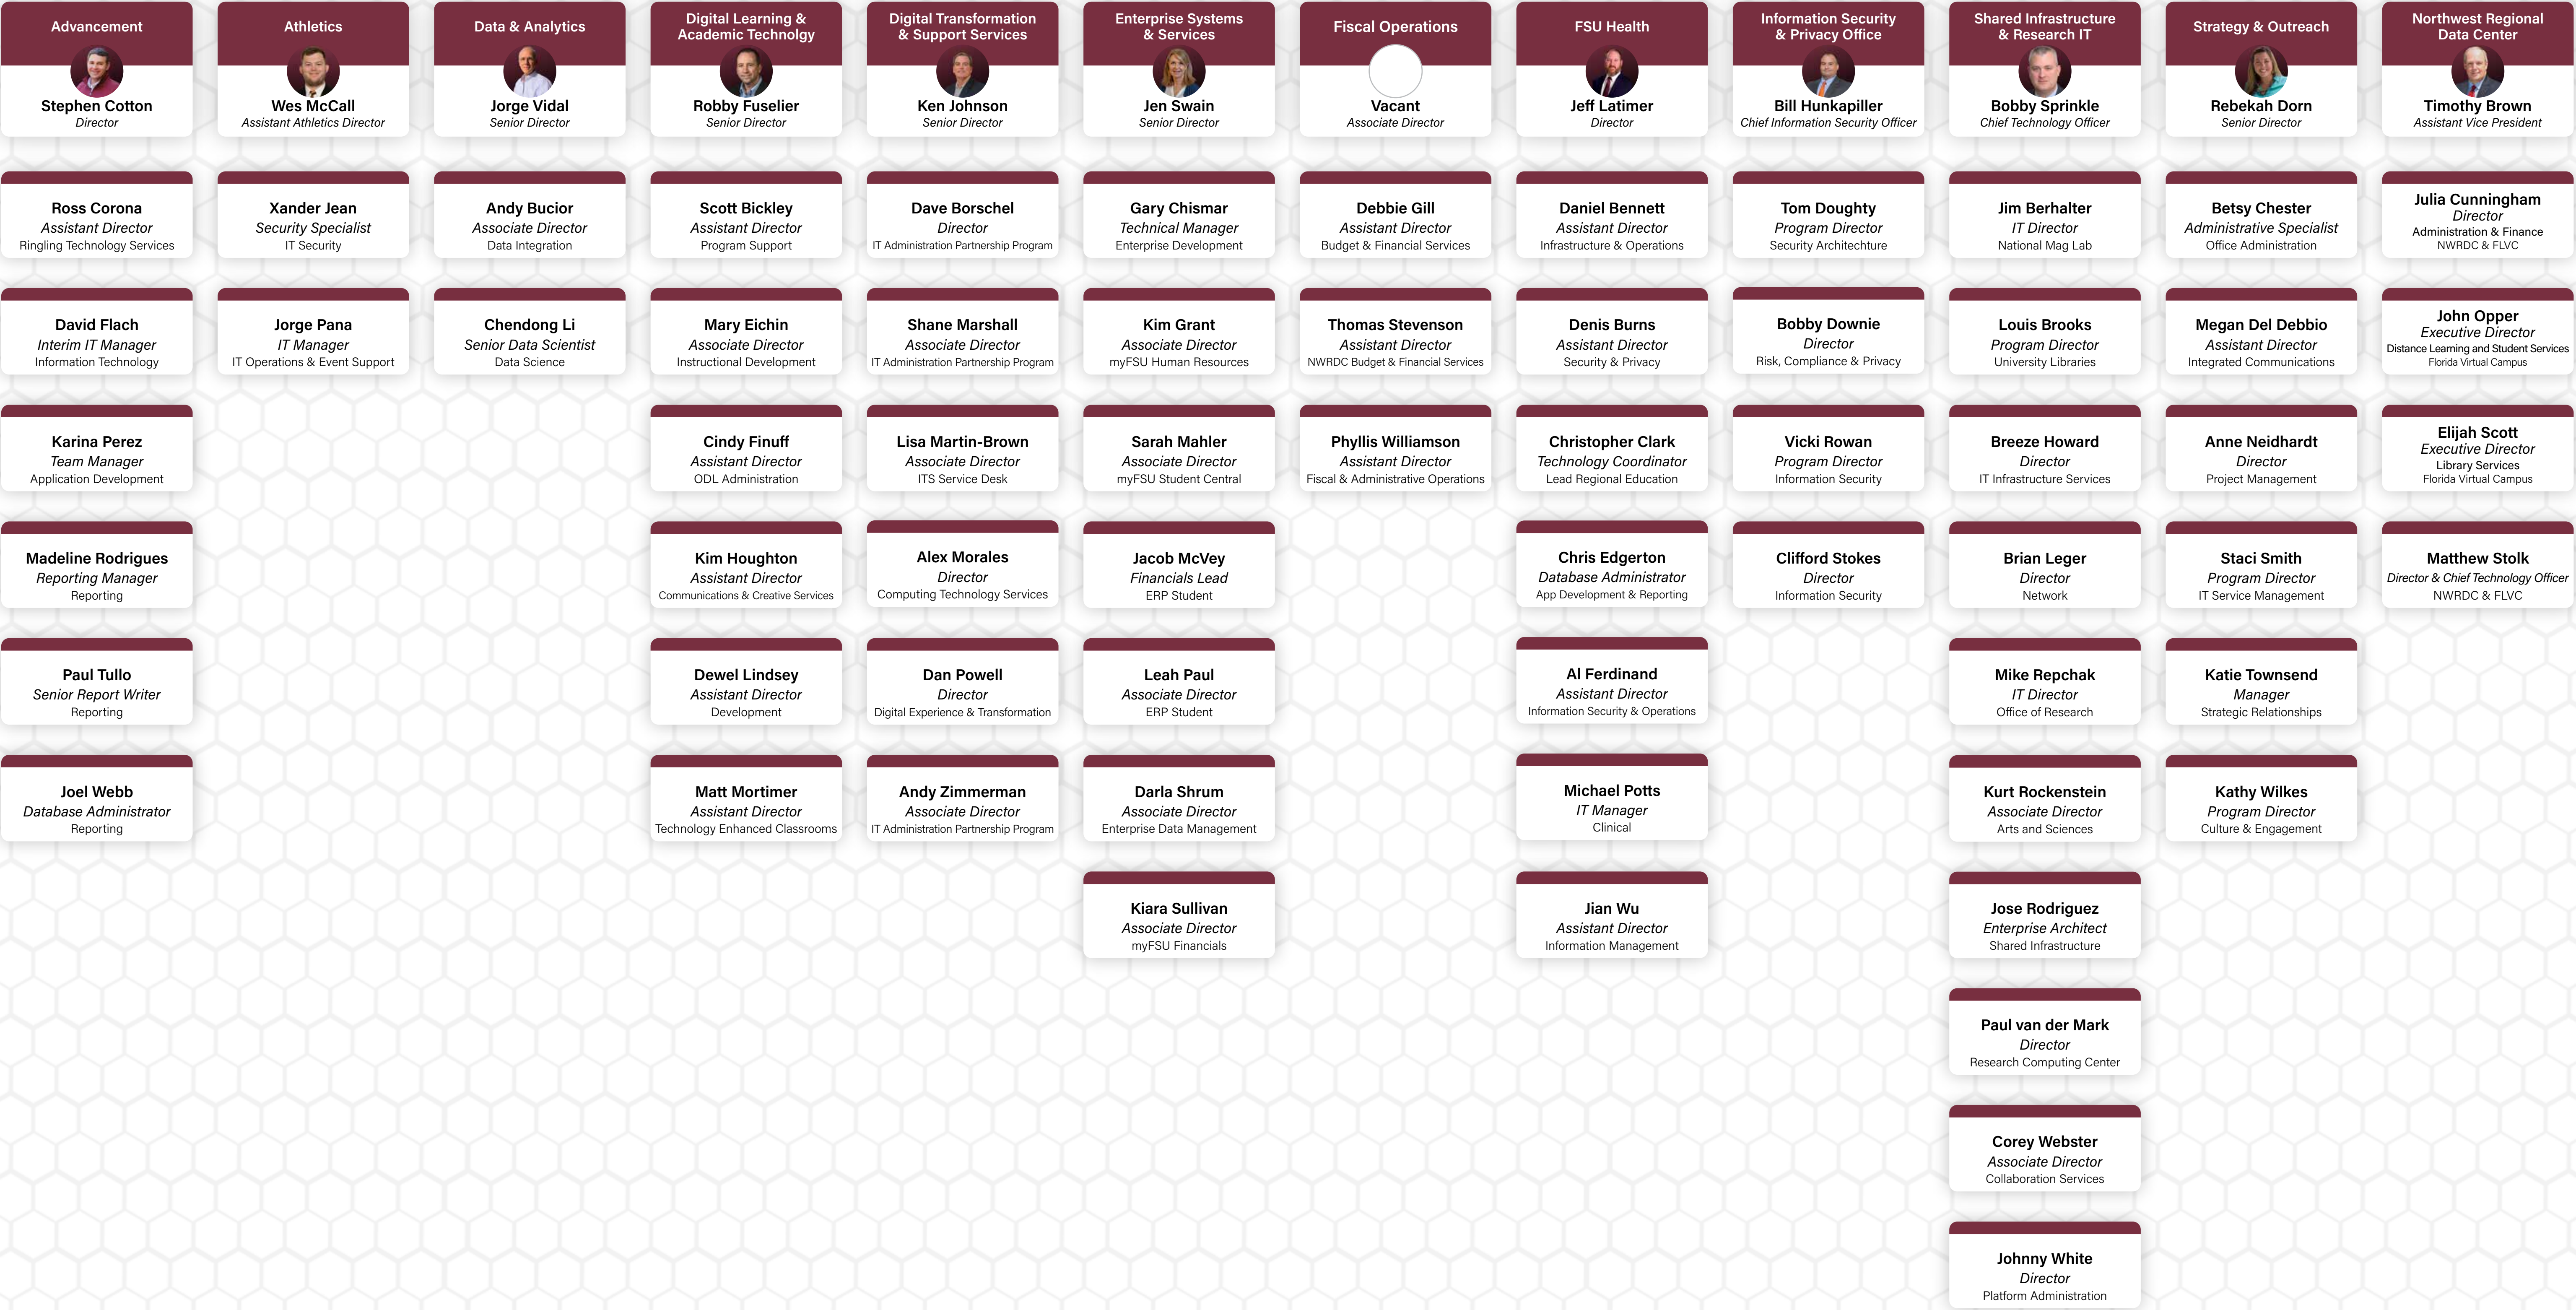 Advancement
Stephen Cotton
Director
Ross Corona
Assistant Director
Ringling Technology Services
David Flach
Interim IT Manager
Information Technology
Karina Perez
Team Manager
Application Development
Madeline Rodrigues
Reporting Manager
Reporting
Paul Tullo
Senior Report Writer
Reporting
Joel Webb
Database Administrator
Reporting
Athletics
Wes McCall
Assistant Athletics Director
Xander Jean
Security Specialist
IT Security
Jorge Pana
IT Manager
IT Operations & Event Support
Data & Analytics
Jorge Vidal
Senior Director
Andy Bucior
Associate Director
Data Integration
Chendong Li
Senior Data Scientist
Data Science
Digital Learning &
Academic Technolgy
Robby Fuselier
Senior Director
Scott Bickley
Assistant Director
Program Support
Mary Eichin
Associate Director
Instructional Development
Cindy Finuff
Assistant Director
ODL Administration
Kim Houghton
Assistant Director
Communications & Creative Services
Dewel Lindsey
Assistant Director
Development
Matt Mortimer
Assistant Director
Technology Enhanced Classrooms
Digital Transformation
& Support Services
Ken Johnson
Senior Director
Dave Borschel
Director
IT Administration Partnership Program
Shane Marshall
Associate Director
IT Administration Partnership Program
Lisa Martin-Brown
Associate Director
ITS Service Desk
Alex Morales
Director
Computing Technology Services
Dan Powell
Director
Digital Experience & Transformation
Andy Zimmerman
Associate Director
IT Administration Partnership Program
Enterprise Systems
& Services
Jen Swain
Senior Director
Gary Chismar
Technical Manager
Enterprise Development
Kim Grant
Associate Director
myFSU Human Resources
Sarah Mahler
Associate Director
myFSU Student Central
Jacob McVey
Financials Lead
ERP Student
Leah Paul
Associate Director
ERP Student
Darla Shrum
Associate Director
Enterprise Data Management
Kiara Sullivan
Associate Director
myFSU Financials
Fiscal Operations
Vacant
Associate Director
Debbie Gill
Assistant Director
Budget & Financial Services
Thomas Stevenson
Assistant Director
NWRDC Budget & Financial Services
Phyllis Williamson
Assistant Director
Fiscal & Administrative Operations
FSU Health
Jeff Latimer
Director
Daniel Bennett
Assistant Director
Infrastructure & Operations
Denis Burns
Assistant Director
Security & Privacy
Christopher Clark
Technology Coordinator
Lead Regional Education
Chris Edgerton
Database Administrator
App Development & Reporting
Al Ferdinand
Assistant Director
Information Security & Operations
Michael Potts
IT Manager
Clinical
Jian Wu
Assistant Director
Information Management
Information Security
& Privacy Office
Bill Hunkapiller
Chief Information Security Officer
Tom Doughty
Program Director
Security Architechture
Bobby Downie
Director
Risk, Compliance & Privacy
Vicki Rowan
Program Director
Information Security
Clifford Stokes
Director
Information Security
Shared Infrastructure
& Research IT
Bobby Sprinkle
Chief Technology Officer
Jim Berhalter
IT Director
National Mag Lab
Louis Brooks
Program Director
University Libraries
Breeze Howard
Director
IT Infrastructure Services
Brian Leger
Director
Network
Mike Repchak
IT Director
Office of Research
Kurt Rockenstein
Associate Director
Arts and Sciences
Jose Rodriguez
Enterprise Architect
Shared Infrastructure
Paul van der Mark
Director
Research Computing Center
Corey Webster
Associate Director
Collaboration Services
Johnny White
Director
Platform Administration
Strategy & Outreach
Rebekah Dorn
Senior Director
Betsy Chester
Administrative Specialist
Office Administration
Megan Del Debbio
Assistant Director
Integrated Communications
Anne Neidhardt
Director
Project Management
Staci Smith
Program Director
IT Service Management
Katie Townsend
Manager
Strategic Relationships
Kathy Wilkes
Program Director
Culture & Engagement
Northwest Regional
Data Center
Timothy Brown
Assistant Vice President
Julia Cunningham
Director
Administration & Finance
NWRDC & FLVC
John Opper
Executive Director
Distance Learning and Student Services
Florida Virtual Campus
Elijah Scott
Executive Director
Library Services
Florida Virtual Campus
Matthew Stolk
Director & Chief Technology Officer
NWRDC & FLVC